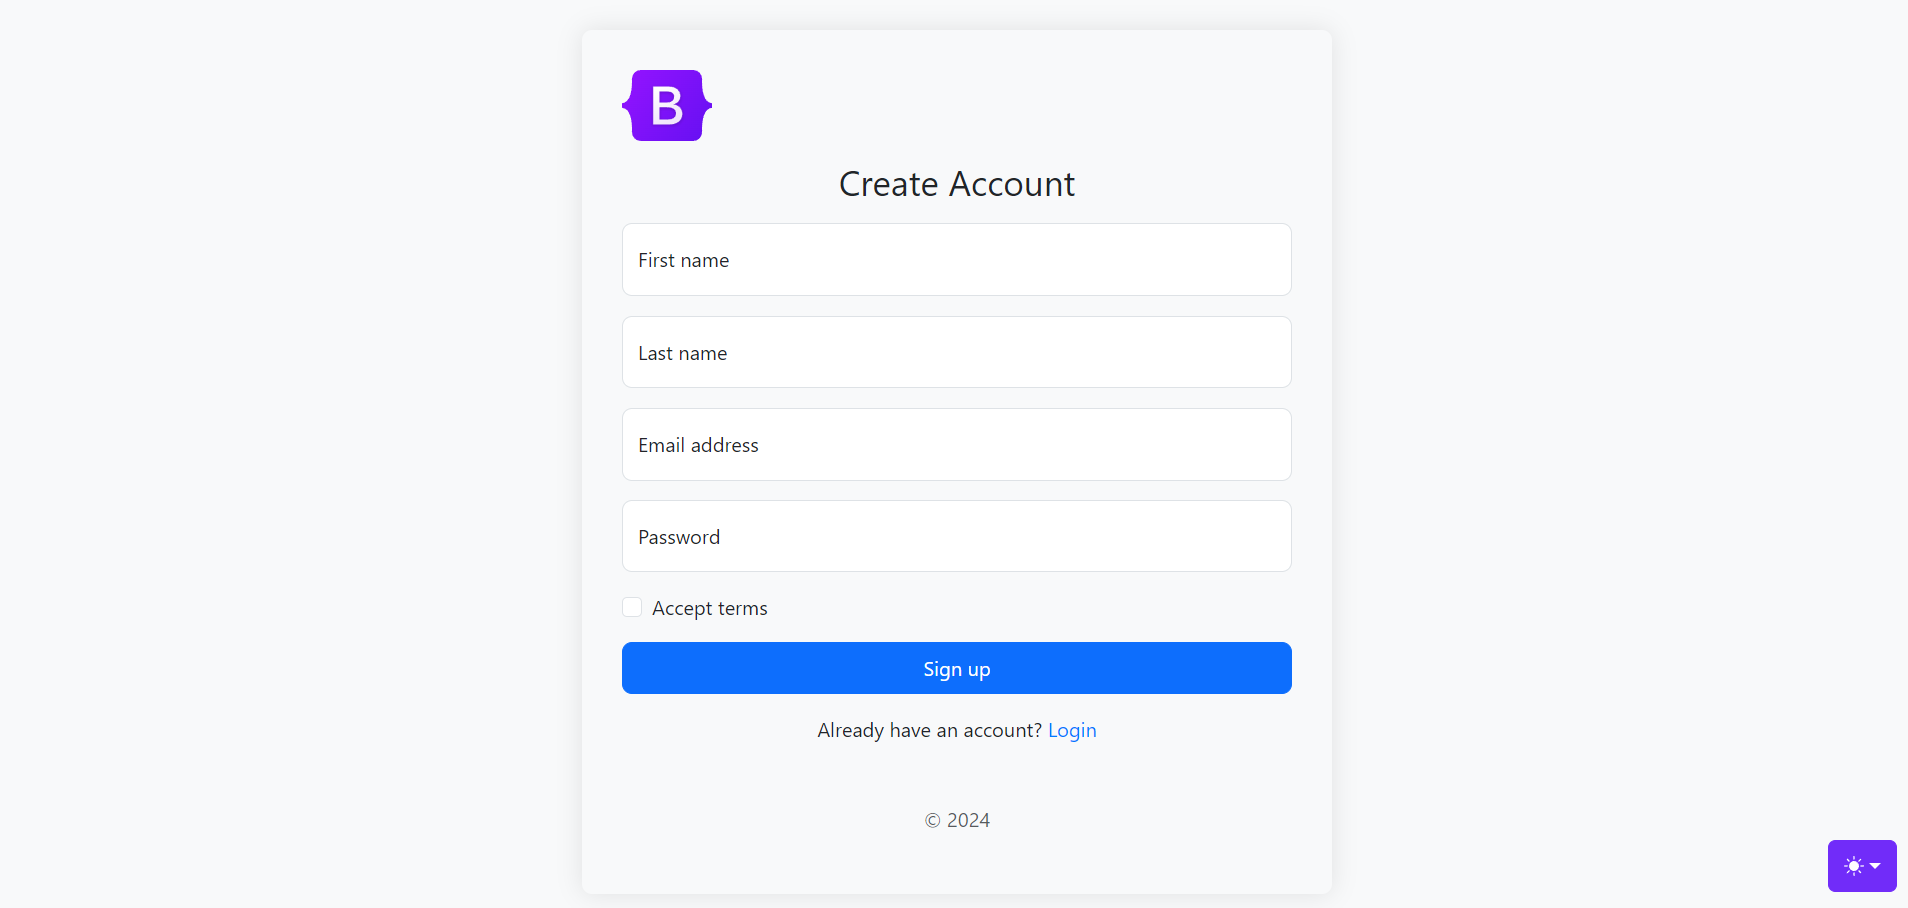 B
Create Account
First name
Last name
Email address
Password
Accept terms
Sign up
Already have an account? Login
© 2024